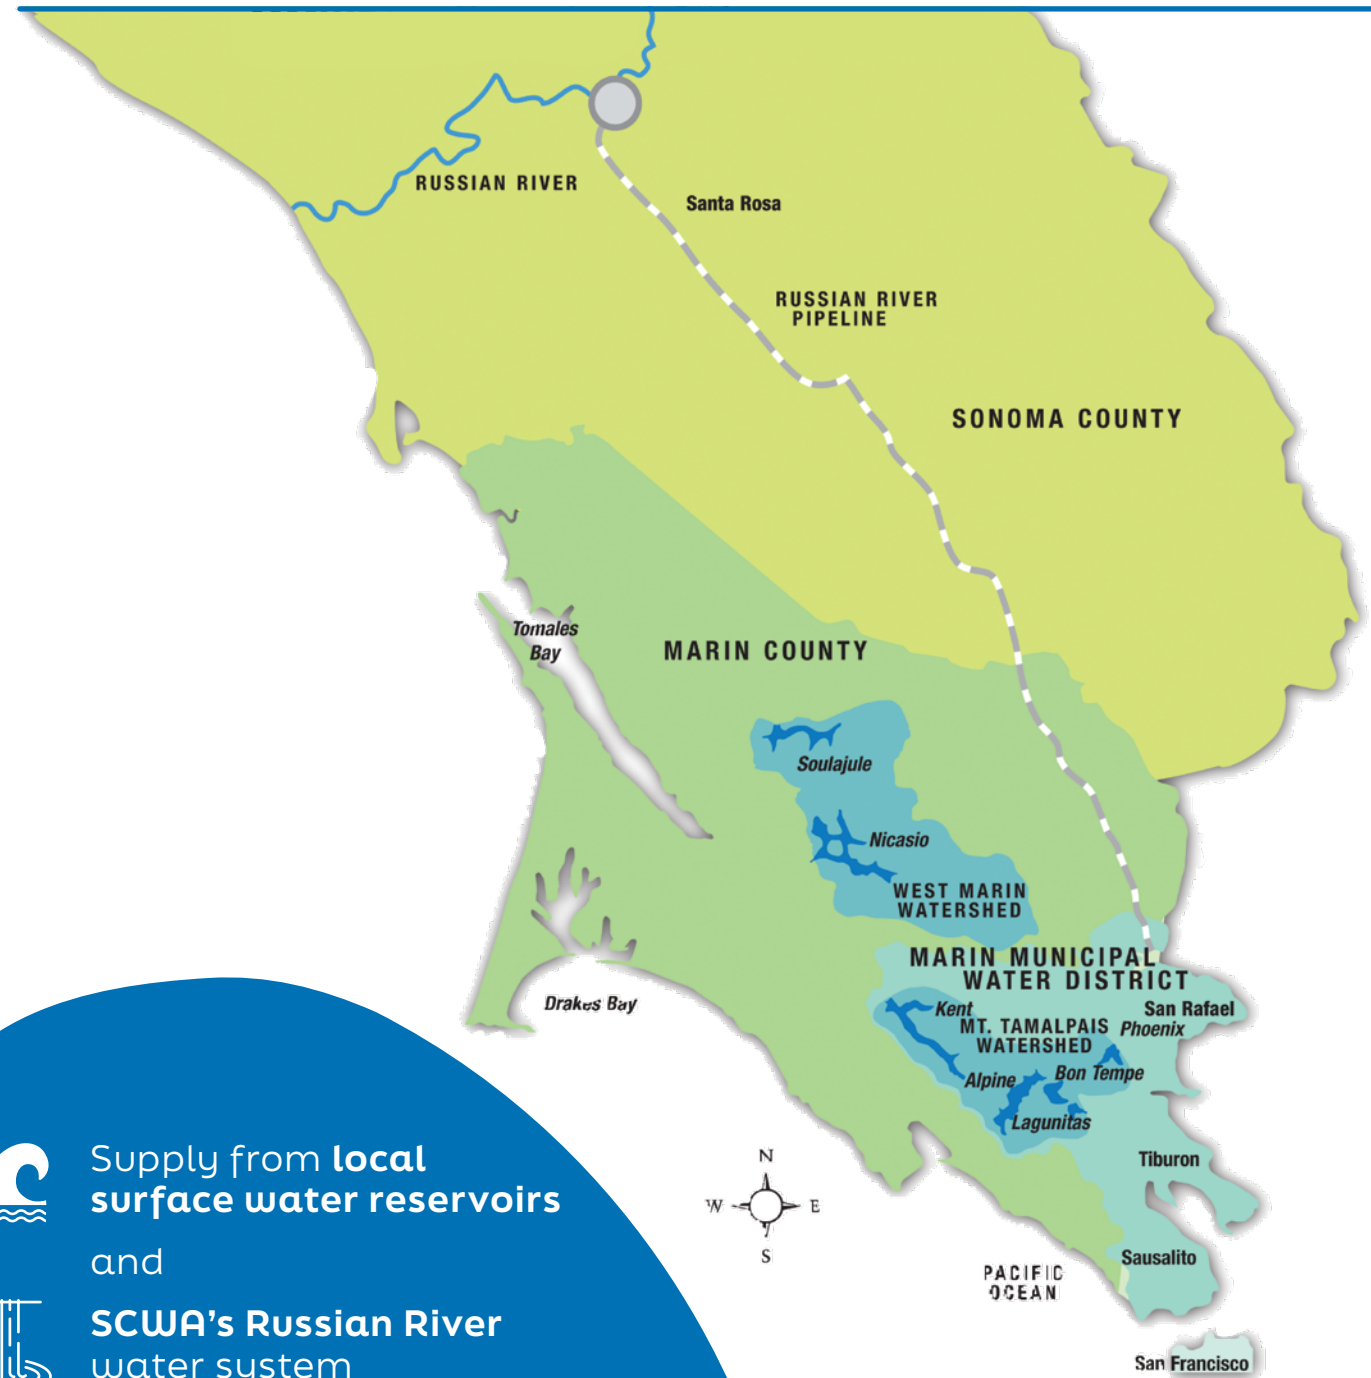 RUSSIAN RIVER
Santa Rosa
RUSSIAN RIVER
PIPELINE
SONOMA COUNTY
Tomales
Bay
MARIN COUNTY
Soulajule
Nicasio
WEST MARIN
WATERSHED
MARIN MUNICIPAL
WATER DISTRICT
Drakes Bay
Kent
San Rafael
MT. TAMALPAIS
WATERSHED
Phoenix
Alpine
Bon Tempe
Lagunitas
Tiburon
N
W
E
S
Sausalito
PACIFIC
OCEAN
San Francisco
Supply from local
surface water reservoirs
and
SCWA's Russian River
water system